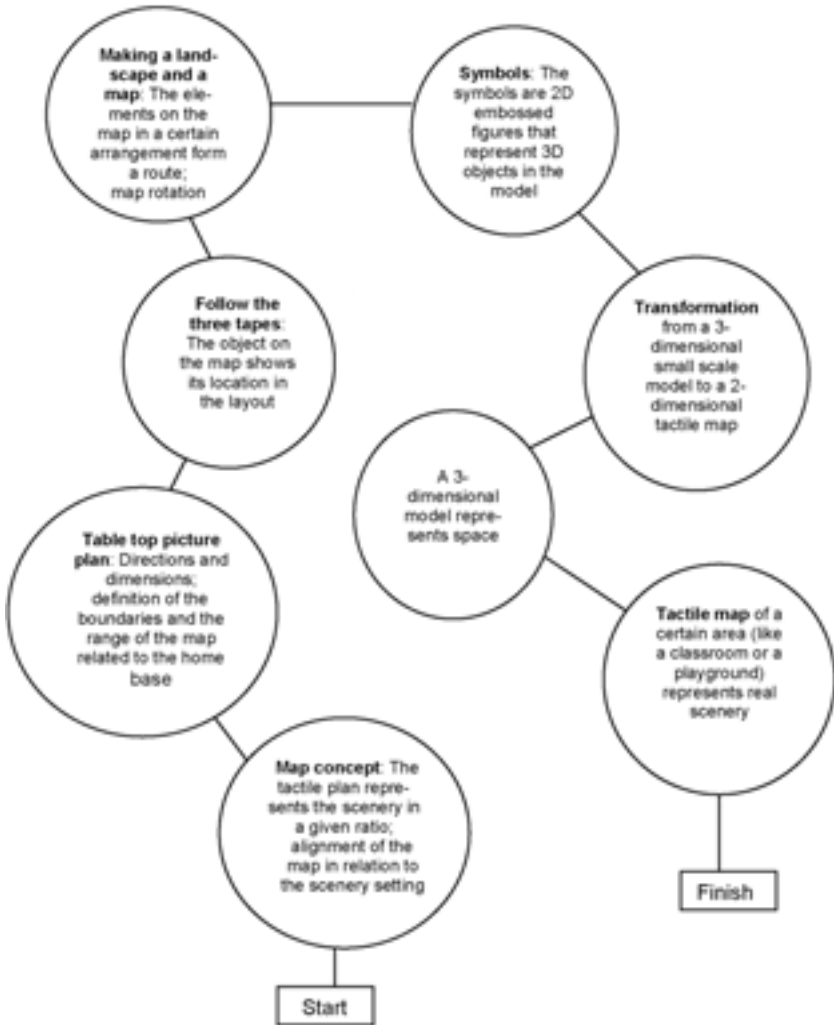 Making a land-
scape and a
map: The ele-
ments on the
map in a certain
arrangement form
a route;
map rotation
Symbols: The
symbols are 2D
embossed
figures that
represent 3D
objects in the
model
Follow the
three tapes:
The object on
the map shows
its location in
the layout
Transformation
from a 3-
dimensional
small scale
model to a 2-
dimensional
tactile map
A 3-
dimensional
model repre-
sents space
Table top picture
plan: Directions and
dimensions;
definition of the
boundaries and the
range of the map
related to the home
base
Tactile map of a
certain area (like
a classroom or a
playground)
represents real
scenery
Map concept: The
tactile plan repre-
sents the scenery in
a given ratio;
alignment of the
map in relation to
the scenery setting
Finish
Start